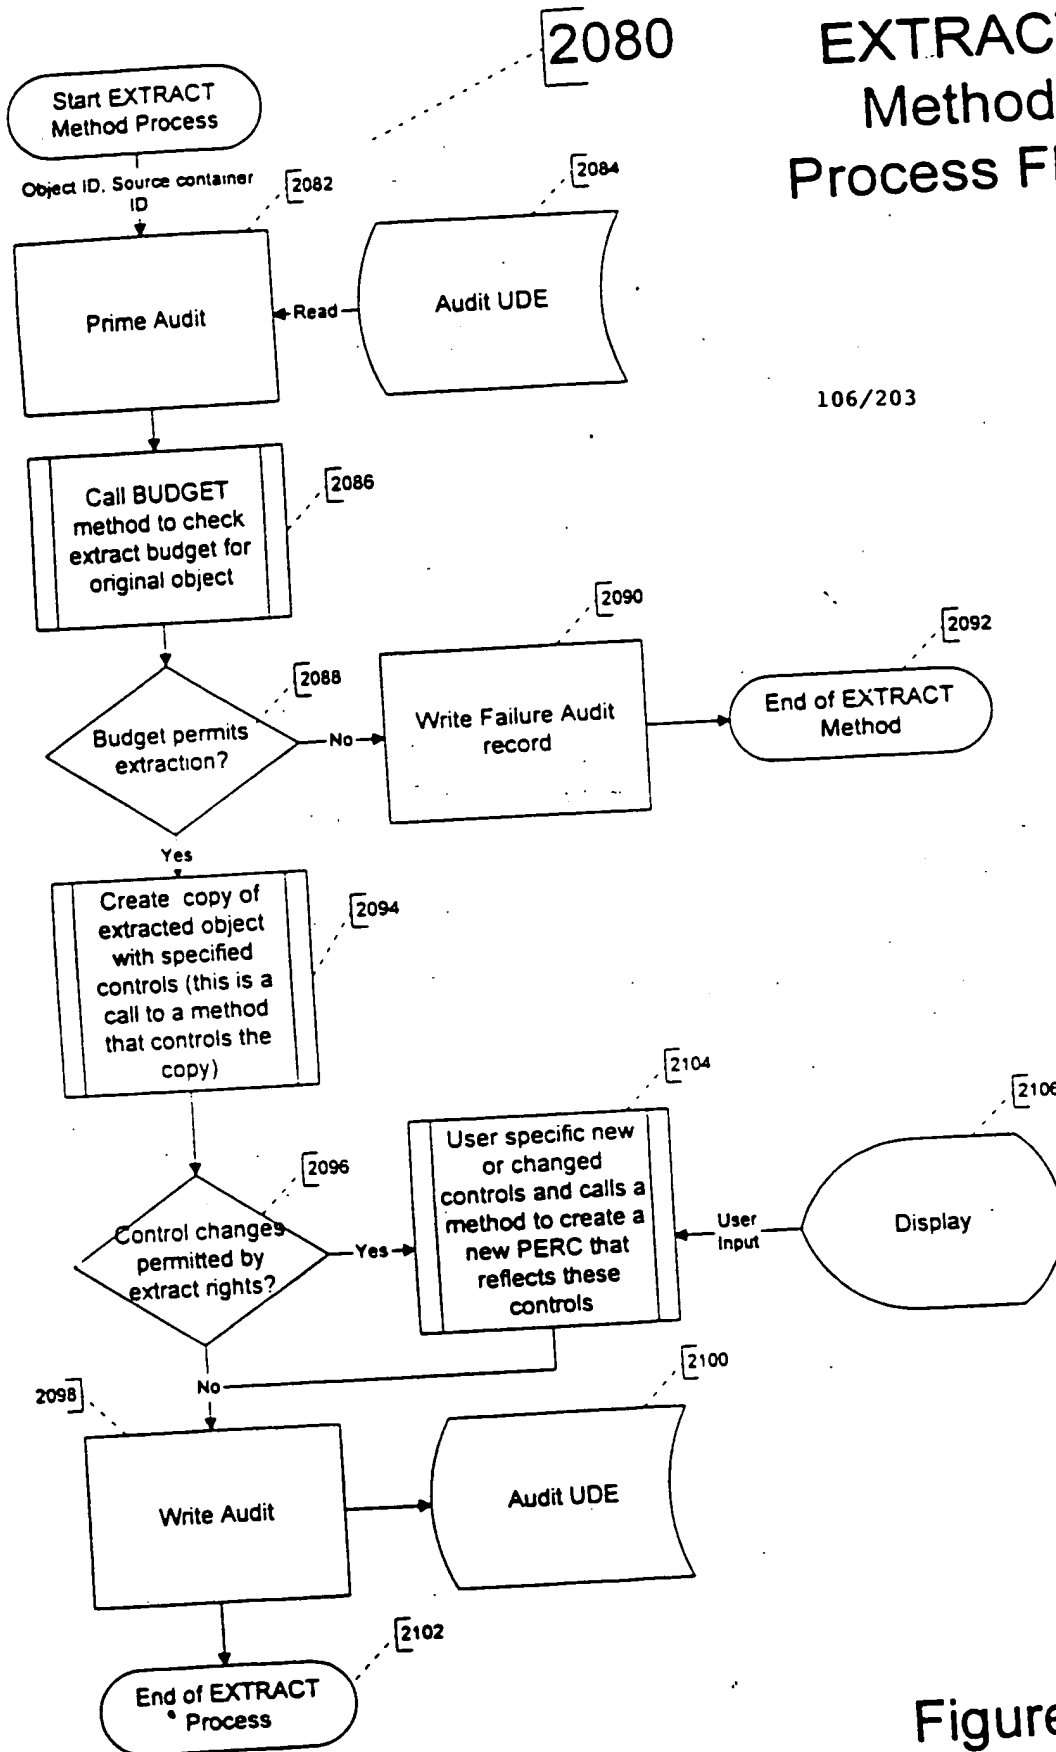 2080
EXTRAC
Method
Process Fl
Start EXTRACT
Method Process
Object ID, Source container
ID
2082
2084
Prime Audit
Read
Audit UDE
106/203
Call BUDGET
method to check
extract budget for
original object
2086
2090
2092
2088
Budget permits
extraction?
No
Write Failure Audit
record
End of EXTRACT
Method
Yes
Create copy of
extracted object
with specified
controls (this is a
call to a method
that controls the
copy)
2094
2104
2106
2096
Control changes
permitted by
extract rights?
Yes
User specific new
or changed
controls and calls a
method to create a
new PERC that
reflects these
controls
User
Input
Display
No
2098
2100
Write Audit
Audit UDE
2102
End of EXTRACT
Process
Figure